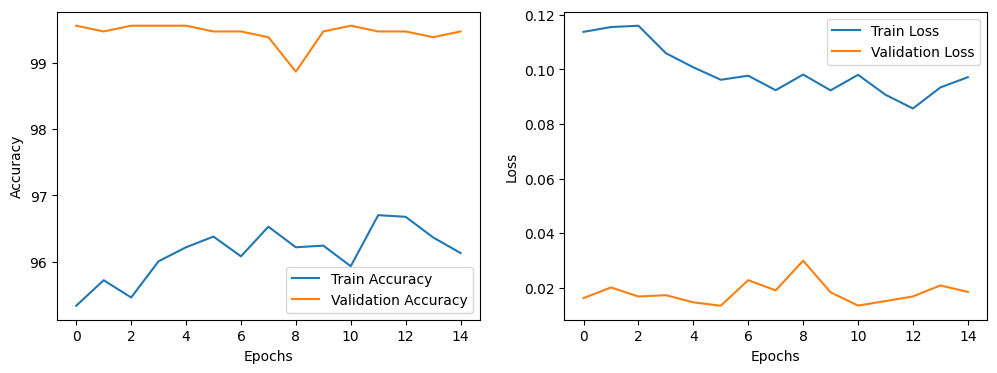 99
98
97
96
Accuracy
0 2 4 6 8 10 12 14
Epochs
Train Accuracy
Validation Accuracy
0.12
0.10
0.08
0.06
0.04
0.02
Loss
0 2 4 6 8 10 12 14
Epochs
Train Loss
Validation Loss